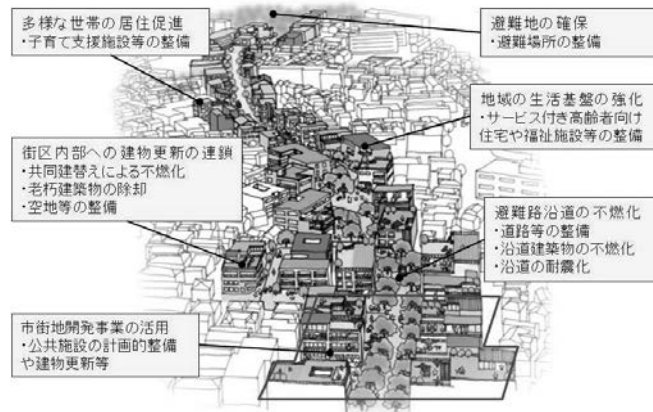 多様な世帯の居住促進
・子育て支援施設等の整備
避難地の確保
・避難場所の整備
地域の生活基盤の強化
・サービス付き高齢者向け
住宅や福祉施設等の整備
街区内部への建物更新の連鎖
・共同建替えによる不燃化
・老朽建築物の除却
・空地等の整備
避難路沿道の不燃化
・道路等の整備
・沿道建築物の不燃化
・沿道の耐震化
市街地開発事業の活用
・公共施設の計画的整備
や建物更新等